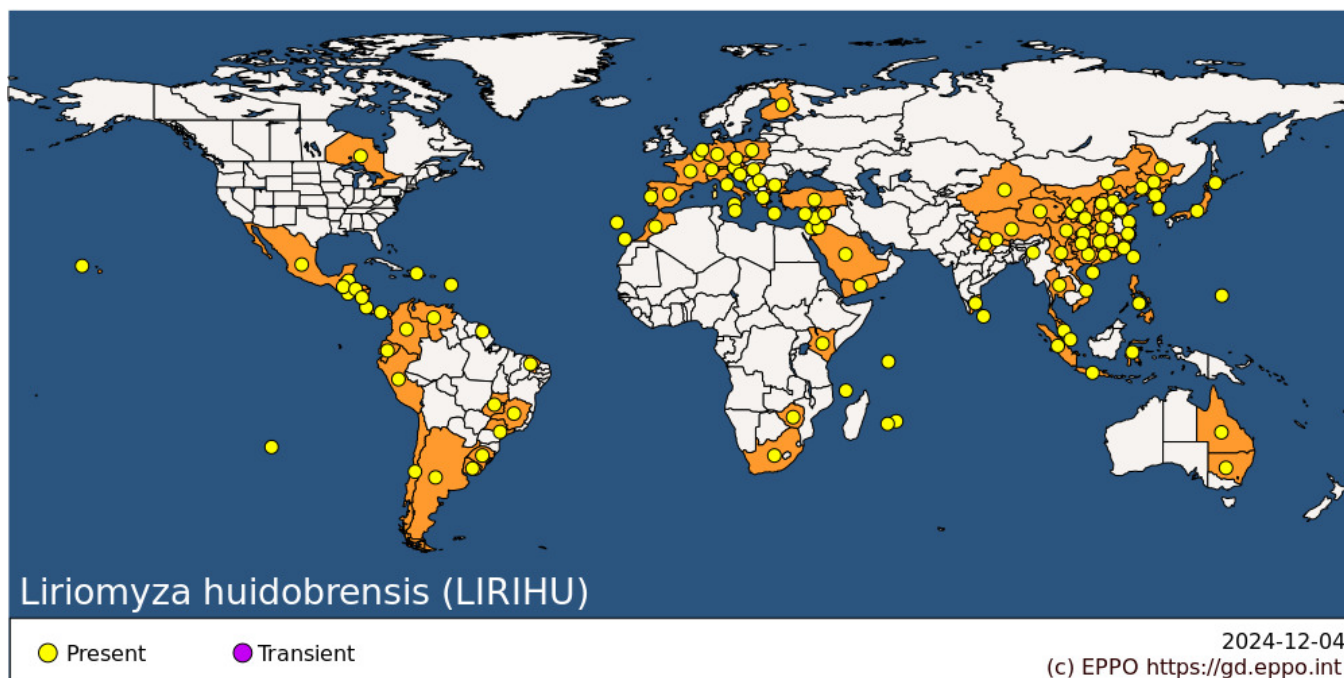 Liriomyza huidobrensis (LIRIHU)
Present
Transient
2024-12-04
(c) EPPO https://gd.eppo.int